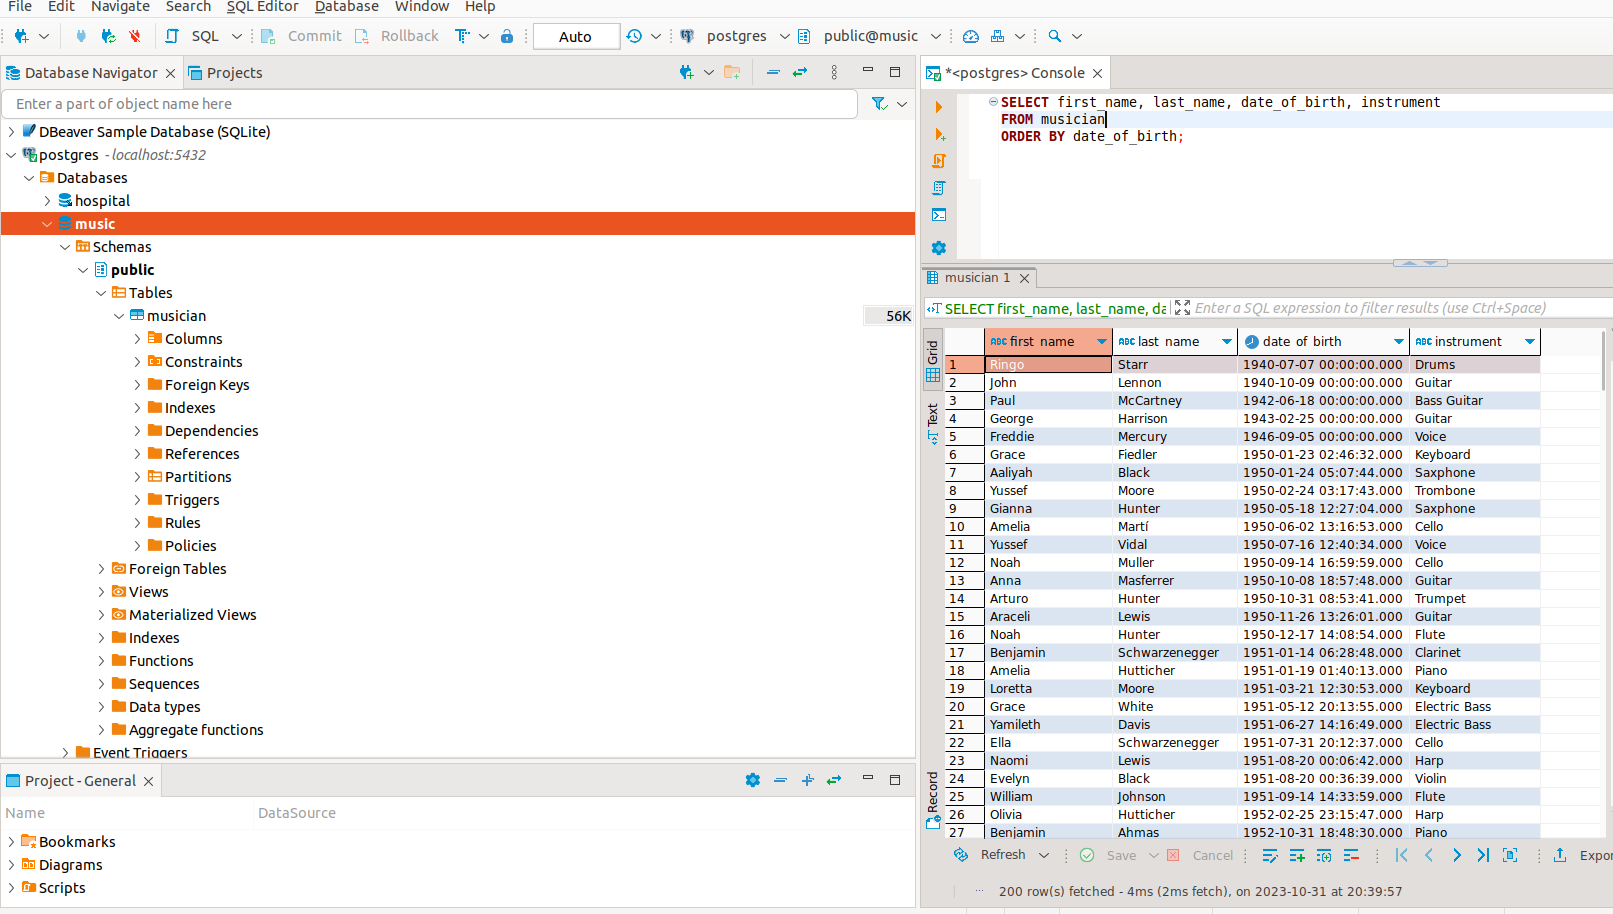 File Edit Navigate Search SQL Editor Database Window Help
SQL Commit Rollback Auto postgres public@music
Database Navigator Projects
Enter a part of object name here
DBeaver Sample Database (SQLite)
postgres - localhost:5432
Databases
hospital
music
Schemas
public
Tables
musician 56K
Columns
Constraints
Foreign Keys
Indexes
Dependencies
References
Partitions
Triggers
Rules
Policies
Foreign Tables
Views
Materialized Views
Indexes
Functions
Sequences
Data types
Aggregate functions
Event Triggers
Project - General
Name DataSource
Bookmarks
Diagrams
Scripts
*<postgres> Console
SELECT first_name, last_name, date_of_birth, instrument
FROM musician
ORDER BY date_of_birth;
musician 1
SELECT first_name, last_name, da Enter a SQL expression to filter results (use Ctrl+Space)
Grid
Text
Record
ABC first_name ABC last_name date_of_birth ABC instrument
1 Ringo Starr 1940-07-07 00:00:00.000 Drums
2 John Lennon 1940-10-09 00:00:00.000 Guitar
3 Paul McCartney 1942-06-18 00:00:00.000 Bass Guitar
4 George Harrison 1943-02-25 00:00:00.000 Guitar
5 Freddie Mercury 1946-09-05 00:00:00.000 Voice
6 Grace Fiedler 1950-01-23 02:46:32.000 Keyboard
7 Aaliyah Black 1950-01-24 05:07:44.000 Saxphone
8 Yussef Moore 1950-02-24 03:17:43.000 Trombone
9 Gianna Hunter 1950-05-18 12:27:04.000 Saxphone
10 Amelia Martí 1950-06-02 13:16:53.000 Cello
11 Yussef Vidal 1950-07-16 12:40:34.000 Voice
12 Noah Muller 1950-09-14 16:59:59.000 Cello
13 Anna Masferrer 1950-10-08 18:57:48.000 Guitar
14 Arturo Hunter 1950-10-31 08:53:41.000 Trumpet
15 Araceli Lewis 1950-11-26 13:26:01.000 Guitar
16 Noah Hunter 1950-12-17 14:08:54.000 Flute
17 Benjamin Schwarzenegger 1951-01-14 06:28:48.000 Clarinet
18 Amelia Hutticher 1951-01-19 01:40:13.000 Piano
19 Loretta Moore 1951-03-21 12:30:53.000 Keyboard
20 Grace White 1951-05-12 20:13:55.000 Electric Bass
21 Yamileth Davis 1951-06-27 14:16:49.000 Electric Bass
22 Ella Schwarzenegger 1951-07-31 20:12:37.000 Cello
23 Naomi Lewis 1951-08-20 00:06:42.000 Harp
24 Evelyn Black 1951-08-20 00:36:39.000 Violin
25 William Johnson 1951-09-14 14:33:59.000 Flute
26 Olivia Hutticher 1952-02-25 23:15:47.000 Harp
27 Benjamin Ahmas 1952-10-31 18:48:30.000 Piano
Refresh Save Cancel Expor
200 row(s) fetched - 4ms (2ms fetch), on 2023-10-31 at 20:39:57